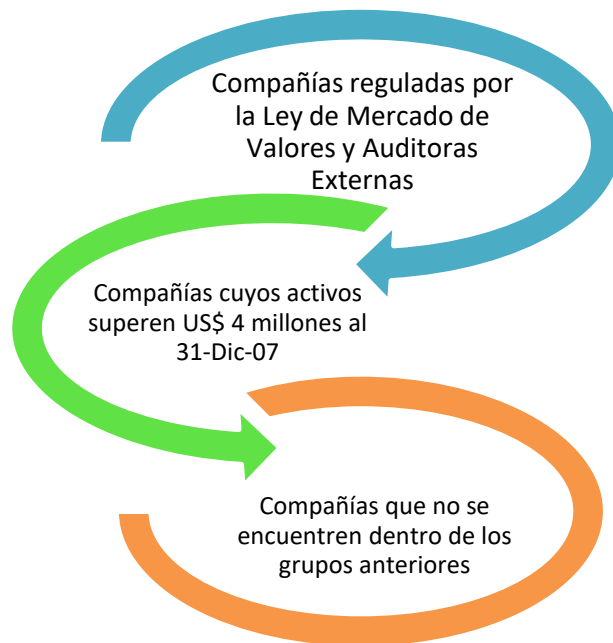 Compañías reguladas por
la Ley de Mercado de
Valores y Auditoras
Externas
Compañías cuyos activos
superen US$ 4 millones al
31-Dic-07
Compañías que no se
encuentren dentro de los
grupos anteriores